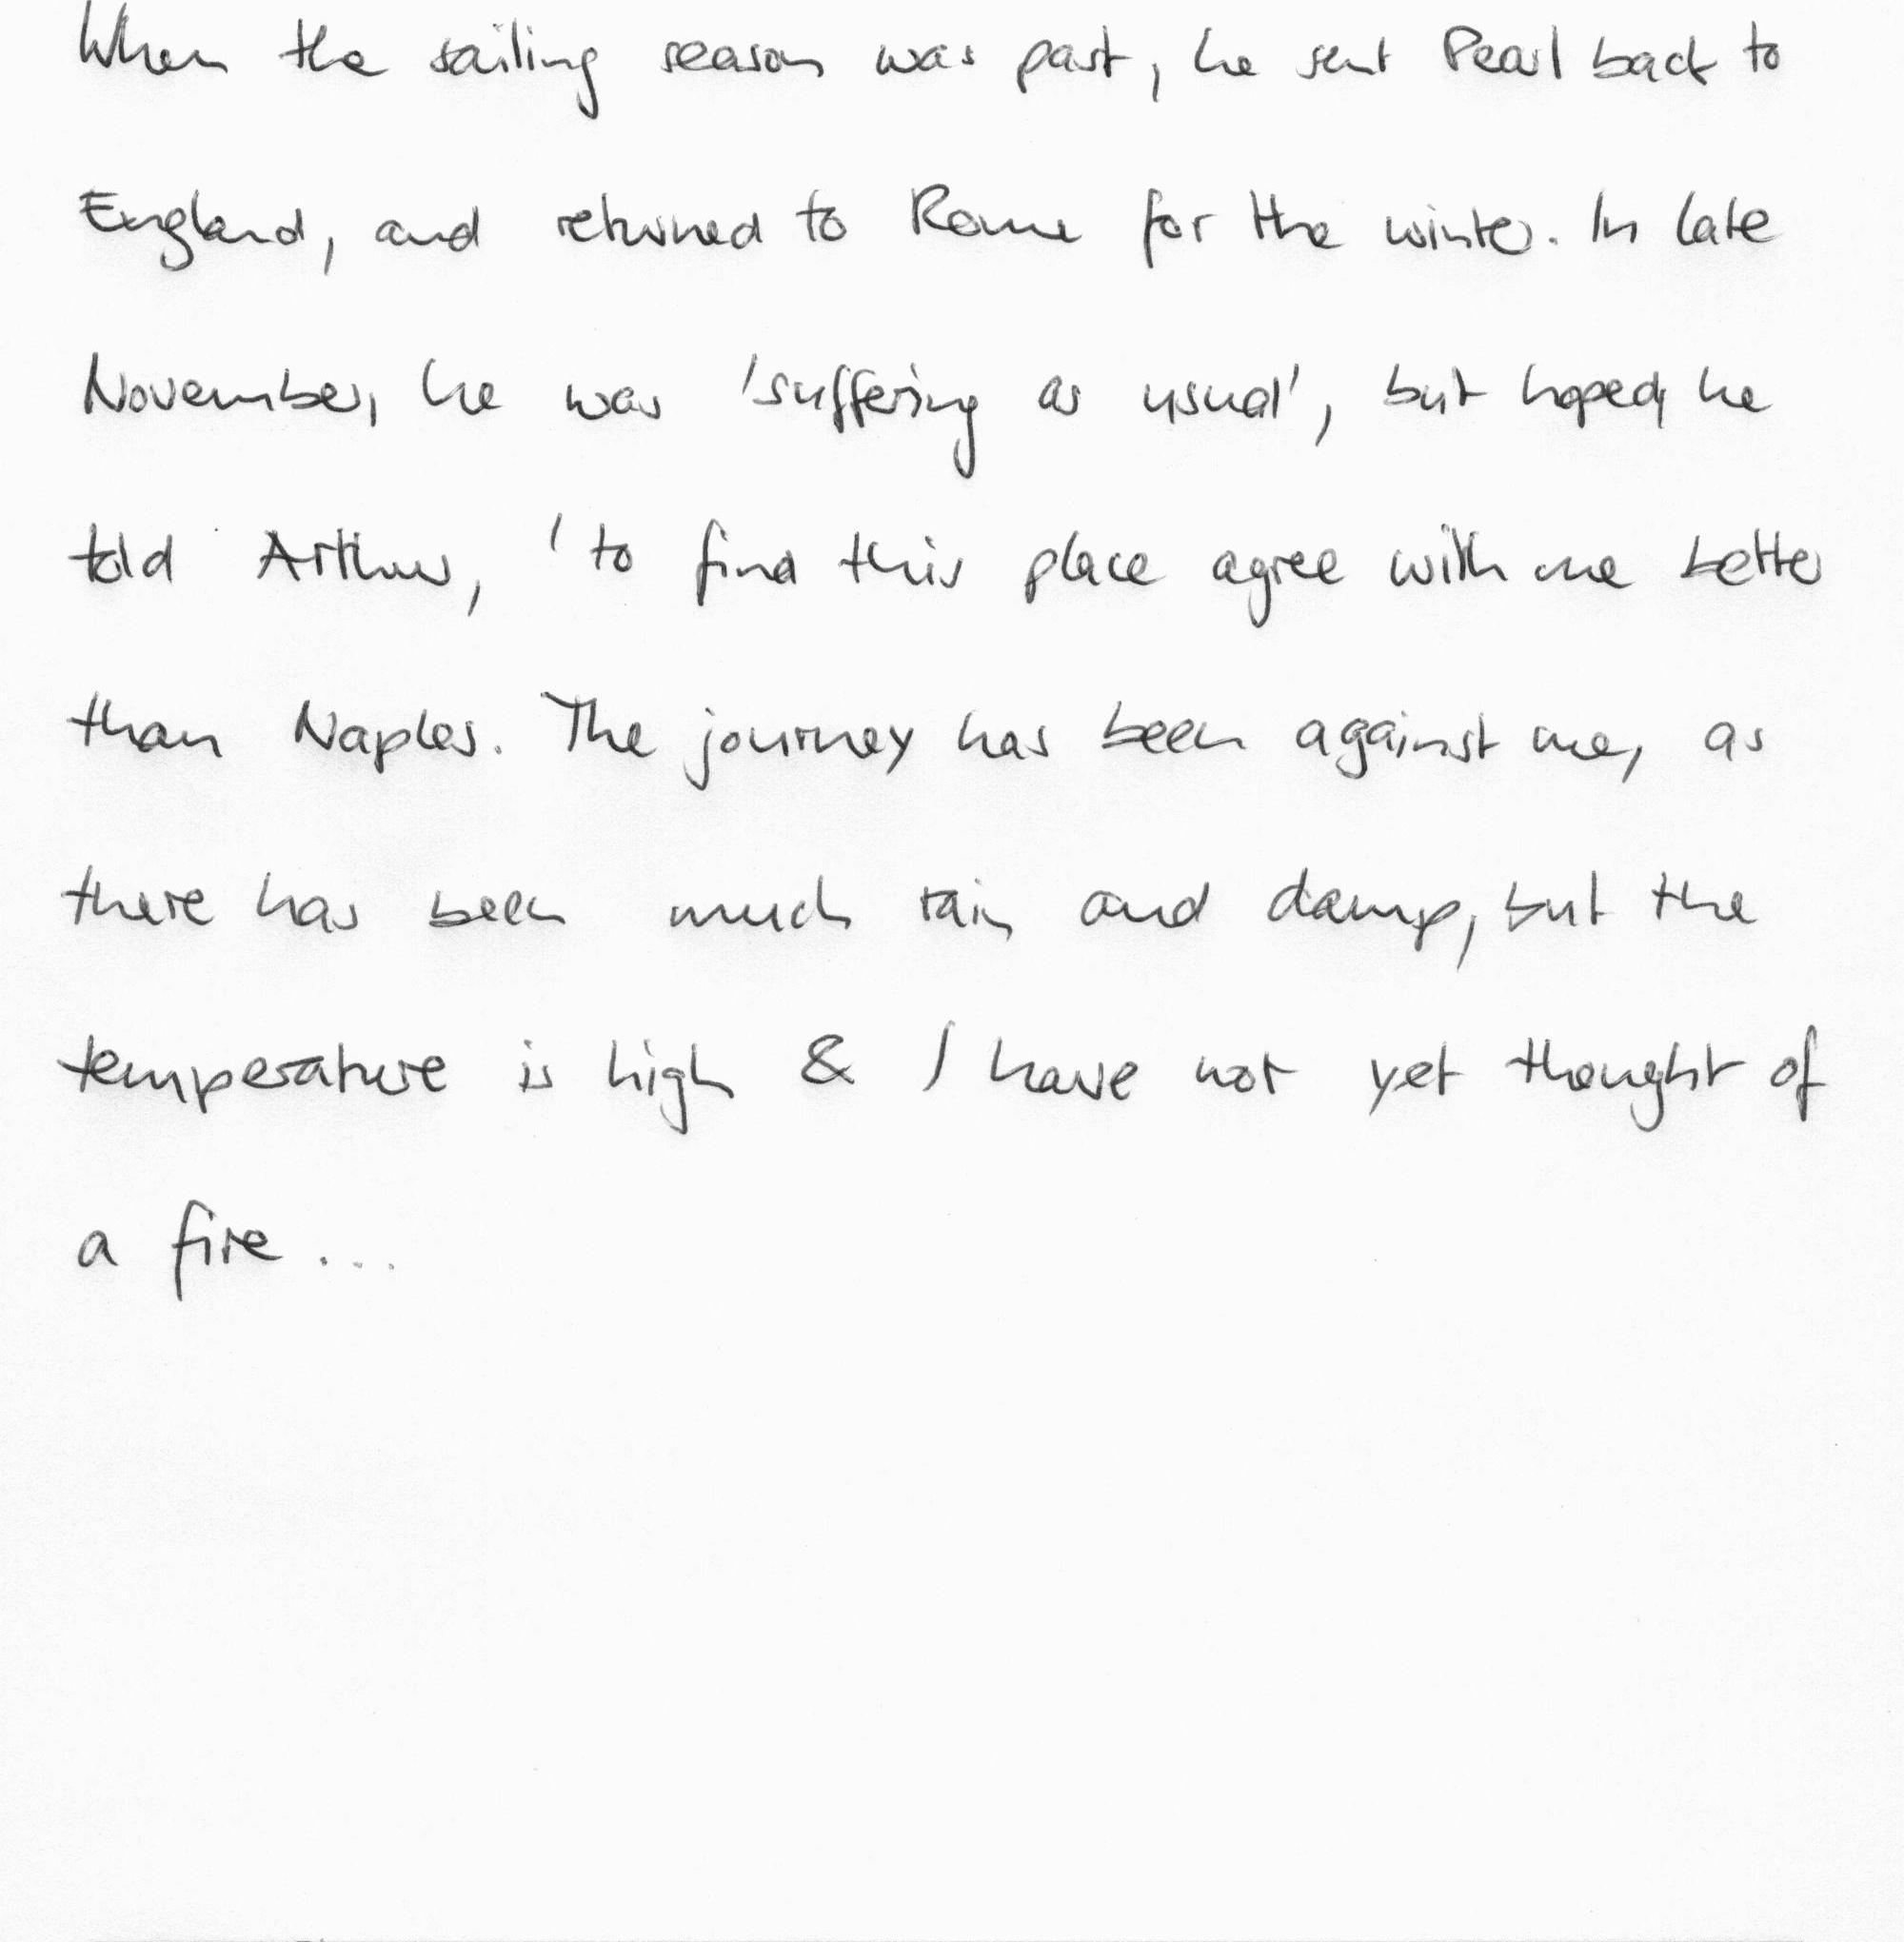 When the sailing season was past, he sent Pearl back to
England, and returned to Rome for the winter. In late
November, he was 'suffering as usual', but hoped, he
told Arthur, 'to find this place agree with me better
than Naples. The journey has been against me, as
there has been much rain and damp, but the
temperature is high & I have not yet thought of
a fire...